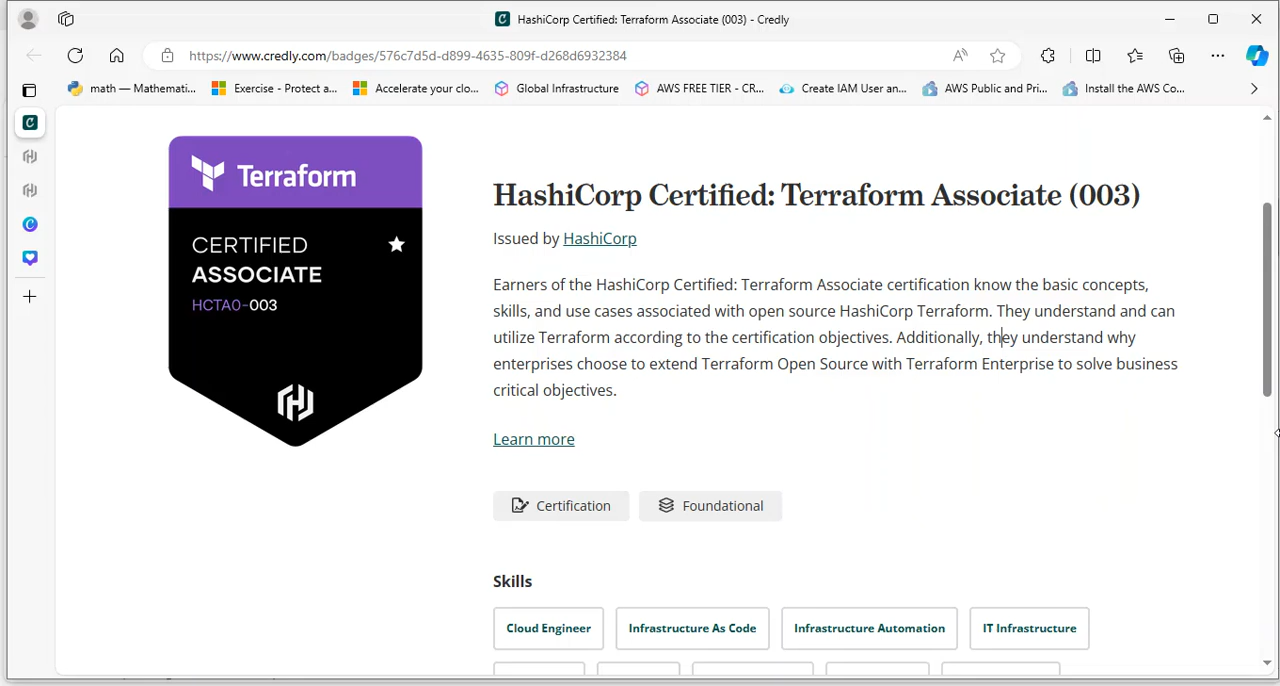 HashiCorp Certified: Terraform Associate (003) - Credly
https://www.credly.com/badges/576c7d5d-d899-4635-809f-d268d6932384
math — Mathemati...
Exercise - Protect a...
Accelerate your clo...
Global Infrastructure
AWS FREE TIER - CR...
Create IAM User an...
AWS Public and Pri...
Install the AWS Co...
Terraform
CERTIFIED
ASSOCIATE
HCTA0-003
HashiCorp Certified: Terraform Associate (003)
Issued by HashiCorp
Earners of the HashiCorp Certified: Terraform Associate certification know the basic concepts,
skills, and use cases associated with open source HashiCorp Terraform. They understand and can
utilize Terraform according to the certification objectives. Additionally, they understand why
enterprises choose to extend Terraform Open Source with Terraform Enterprise to solve business
critical objectives.
Learn more
Certification
Foundational
Skills
Cloud Engineer
Infrastructure As Code
Infrastructure Automation
IT Infrastructure